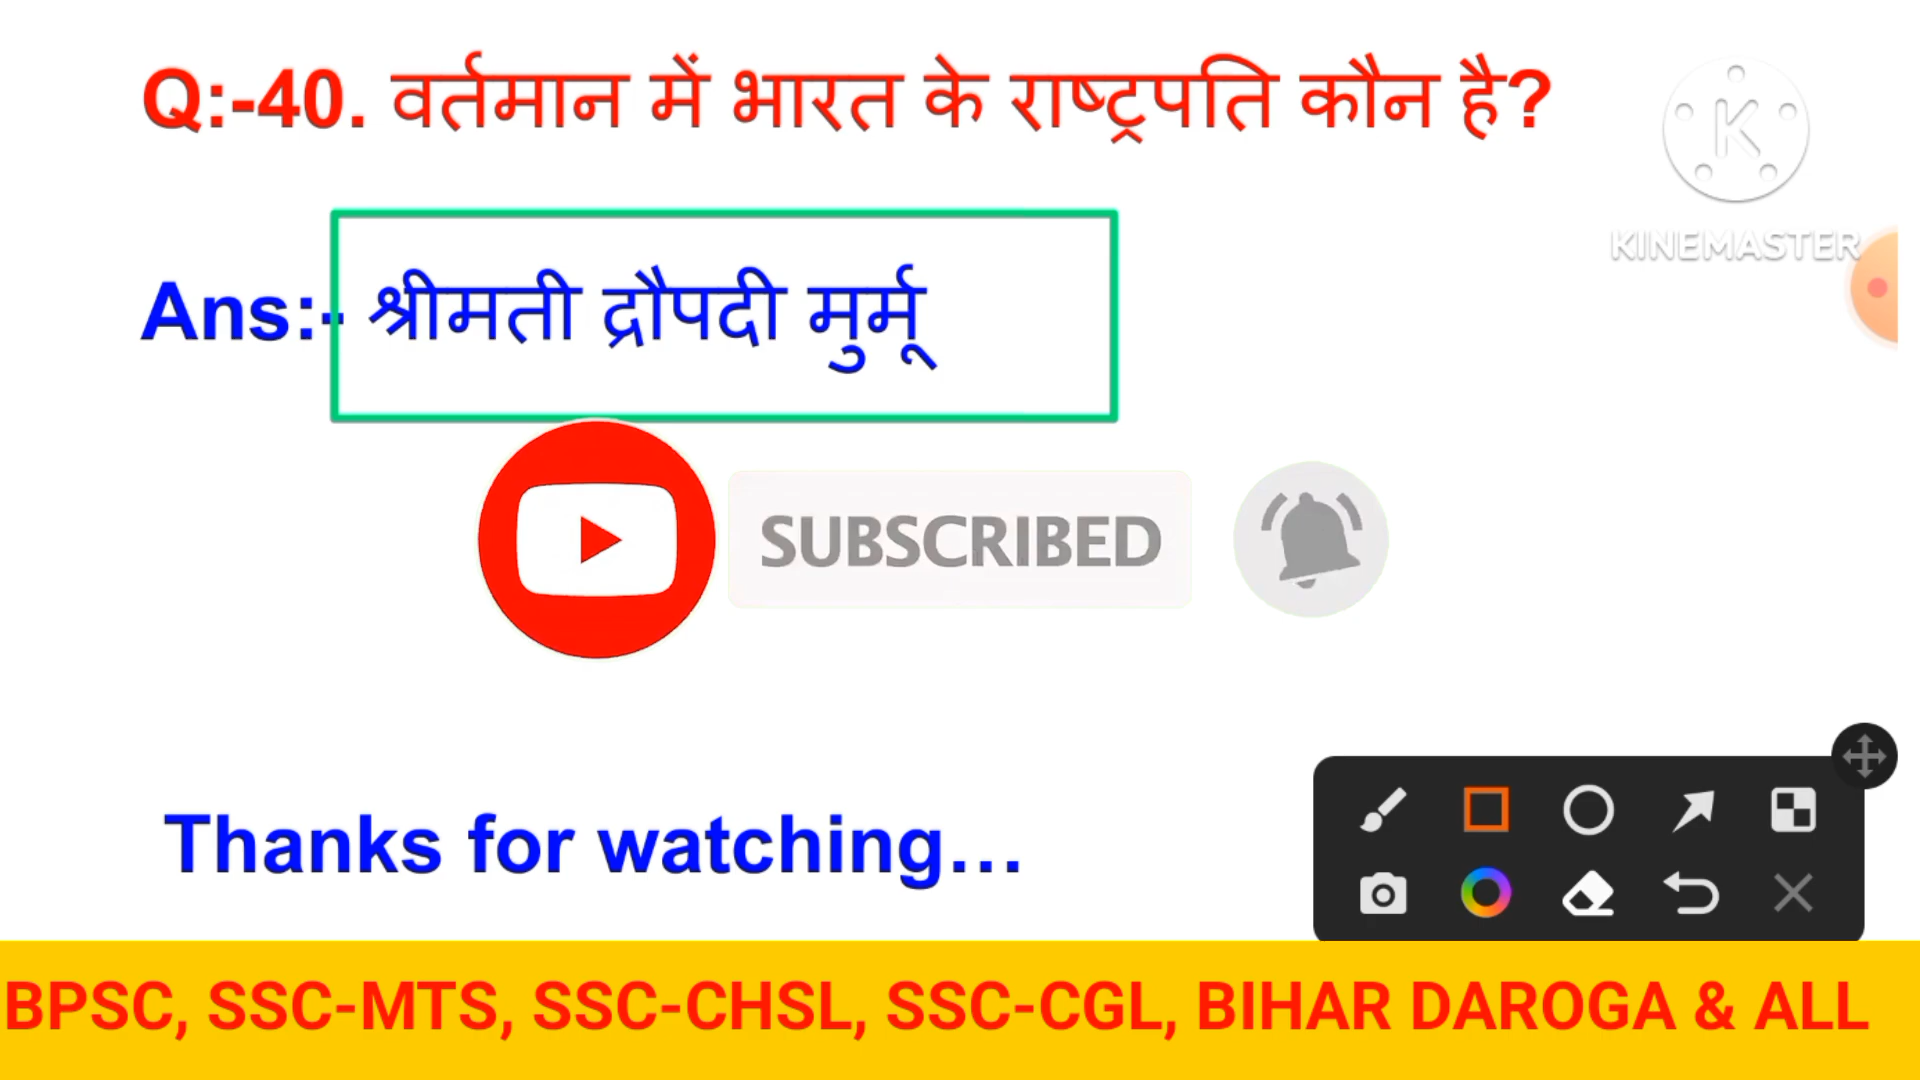 Q:-40. वर्तमान में भारत के राष्ट्रपति कौन है?
KINEMASTER
Ans:- श्रीमती द्रौपदी मुर्मू
SUBSCRIBED
Thanks for watching...
BPSC, SSC-MTS, SSC-CHSL, SSC-CGL, BIHAR DAROGA & ALL